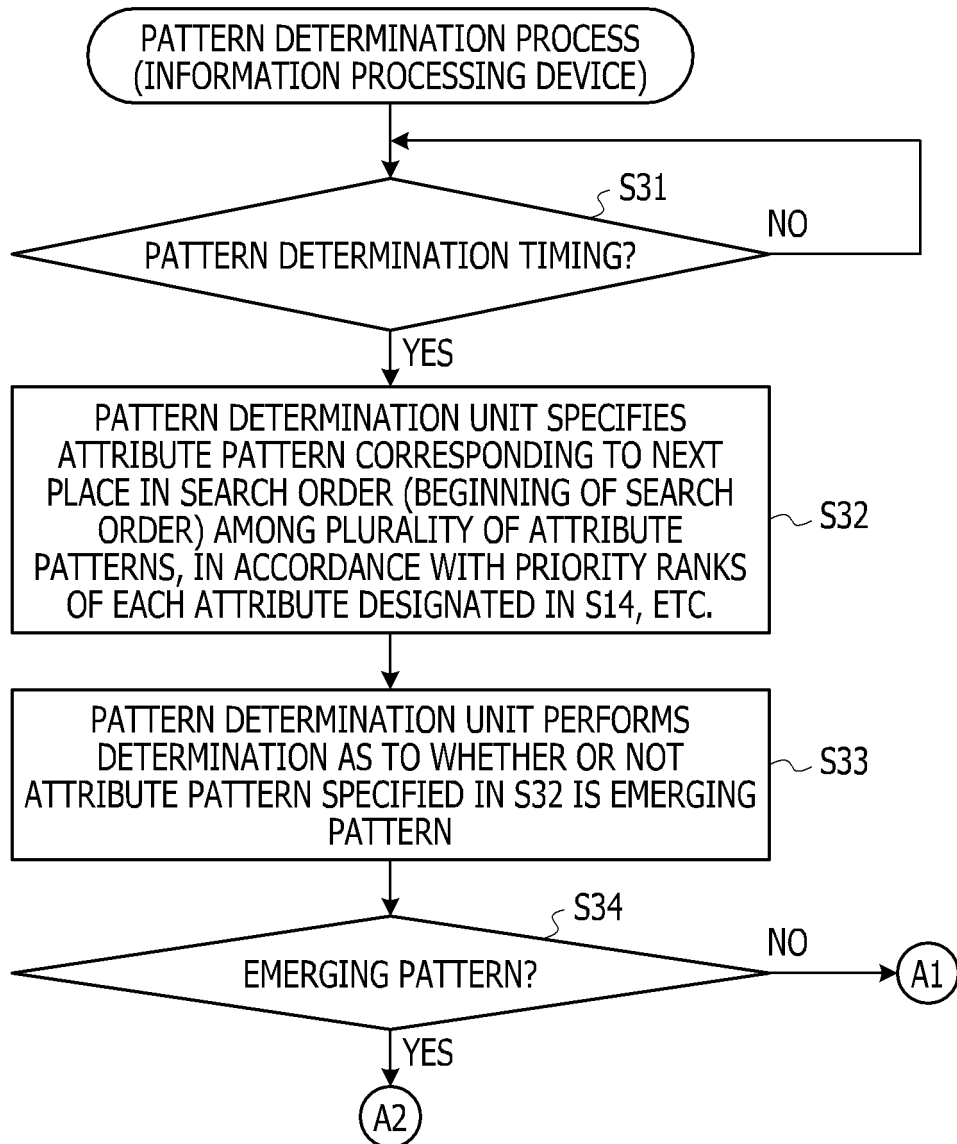 PATTERN DETERMINATION PROCESS
(INFORMATION PROCESSING DEVICE)
S31
NO
PATTERN DETERMINATION TIMING?
YES
PATTERN DETERMINATION UNIT SPECIFIES
ATTRIBUTE PATTERN CORRESPONDING TO NEXT
PLACE IN SEARCH ORDER (BEGINNING OF SEARCH
ORDER) AMONG PLURALITY OF ATTRIBUTE
PATTERNS, IN ACCORDANCE WITH PRIORITY RANKS
OF EACH ATTRIBUTE DESIGNATED IN S14, ETC.
S32
PATTERN DETERMINATION UNIT PERFORMS
DETERMINATION AS TO WHETHER OR NOT
ATTRIBUTE PATTERN SPECIFIED IN S32 IS EMERGING
PATTERN
S33
S34
NO
EMERGING PATTERN?
A1
YES
A2